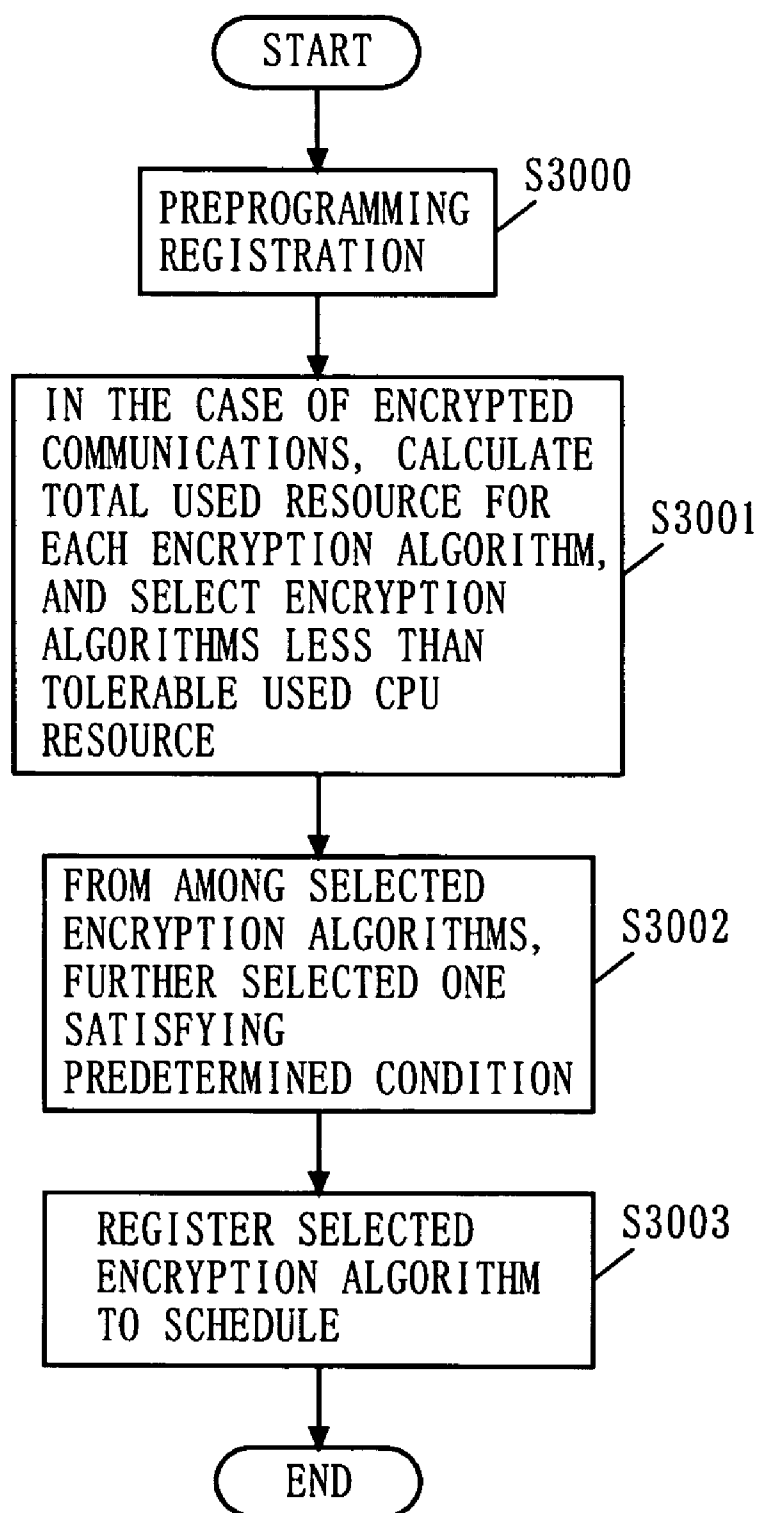 START
S3000
PREPROGRAMMING
REGISTRATION
IN THE CASE OF ENCRYPTED
COMMUNICATIONS, CALCULATE
TOTAL USED RESOURCE FOR
EACH ENCRYPTION ALGORITHM,
AND SELECT ENCRYPTION
ALGORITHMS LESS THAN
TOLERABLE USED CPU
RESOURCE
S3001
FROM AMONG SELECTED
ENCRYPTION ALGORITHMS,
FURTHER SELECTED ONE
SATISFYING
PREDETERMINED CONDITION
S3002
REGISTER SELECTED
ENCRYPTION ALGORITHM
TO SCHEDULE
S3003
END